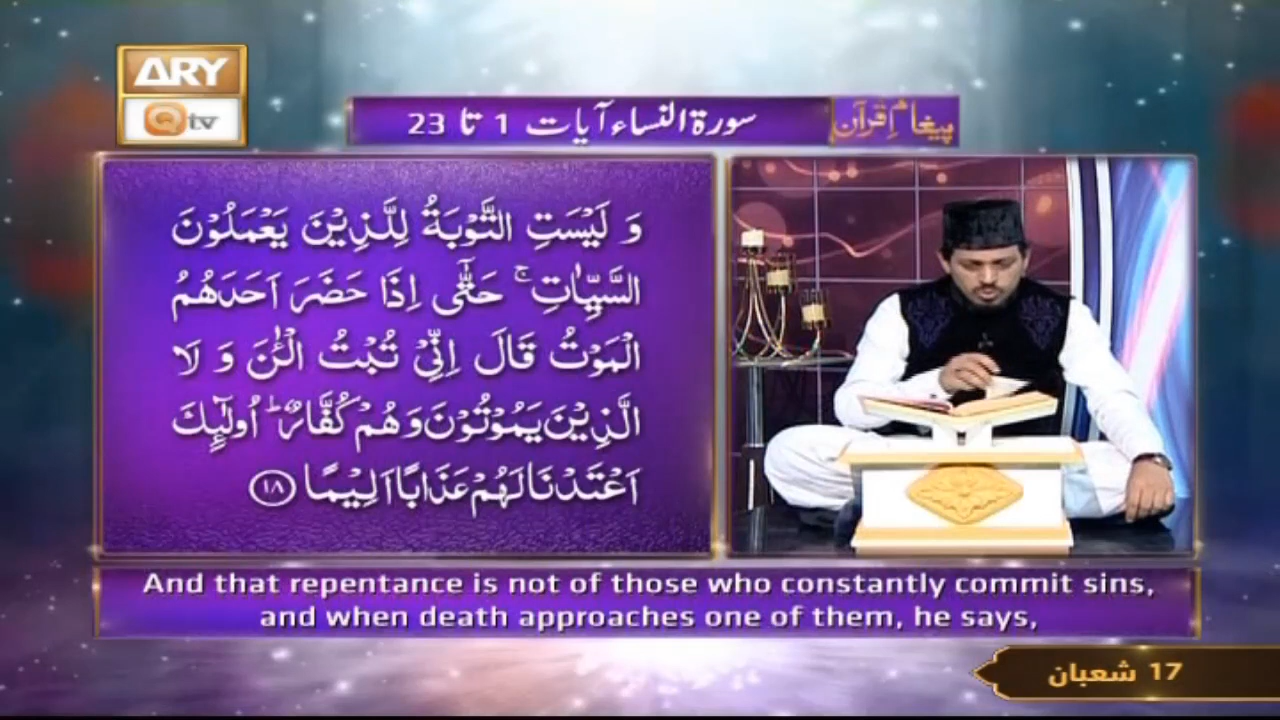 ARY
Qtv
سورۃ النساء آیات 1 تا 23
پیغامِ قرآن
وَ لَیْسَتِ التَّوْبَةُ لِلَّذِیْنَ یَعْمَلُوْنَ
السَّیِّاٰتِ ۚ حَتّٰۤی اِذَا حَضَرَ اَحَدَهُمُ
الْمَوْتُ قَالَ اِنِّیْ تُبْتُ الْـٰٔنَ وَ لَا
الَّذِیْنَ یَمُوْتُوْنَ وَ هُمْ كُفَّارٌ ؕ اُولٰٓىِٕكَ
اَعْتَدْنَا لَهُمْ عَذَابًا اَلِیْمًا ﴿۱۸﴾
And that repentance is not of those who constantly commit sins,
and when death approaches one of them, he says,
17 شعبان